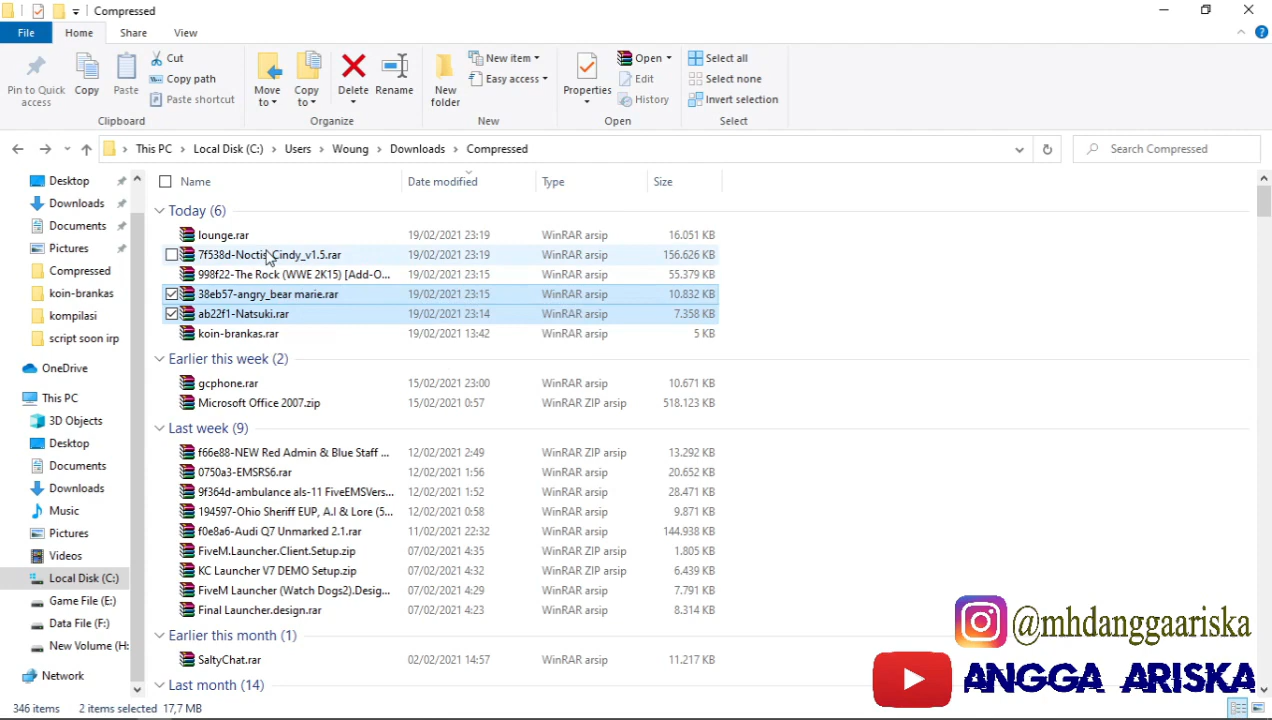 Compressed
File
Home
Share
View
Pin to Quick access
Copy
Paste
Cut
Copy path
Paste shortcut
Clipboard
Move to
Copy to
Delete
Rename
Organize
New folder
New item
Easy access
New
Properties
Open
Edit
History
Open
Select all
Select none
Invert selection
Select
This PC > Local Disk (C:) > Users > Woung > Downloads > Compressed
Search Compressed
Desktop
Downloads
Documents
Pictures
Compressed
koin-brankas
kompilasi
script soon irp
OneDrive
This PC
3D Objects
Desktop
Documents
Downloads
Music
Pictures
Videos
Local Disk (C:)
Game File (E:)
Data File (F:)
New Volume (H:
Network
Name Date modified Type Size
Today (6)
lounge.rar 19/02/2021 23:19 WinRAR arsip 16.051 KB
7f538d-Noctis_Cindy_v1.5.rar 19/02/2021 23:19 WinRAR arsip 156.626 KB
998f22-The Rock (WWE 2K15) [Add-O... 19/02/2021 23:15 WinRAR arsip 55.379 KB
38eb57-angry_bear marie.rar 19/02/2021 23:15 WinRAR arsip 10.832 KB
ab22f1-Natsuki.rar 19/02/2021 23:14 WinRAR arsip 7.358 KB
koin-brankas.rar 19/02/2021 13:42 WinRAR arsip 5 KB
Earlier this week (2)
gcphone.rar 15/02/2021 23:00 WinRAR arsip 10.671 KB
Microsoft Office 2007.zip 15/02/2021 0:57 WinRAR ZIP arsip 518.123 KB
Last week (9)
f66e88-NEW Red Admin & Blue Staff ... 12/02/2021 2:49 WinRAR ZIP arsip 13.292 KB
0750a3-EMSRS6.rar 12/02/2021 1:56 WinRAR arsip 20.652 KB
9f364d-ambulance als-11 FiveEMSVers... 12/02/2021 1:52 WinRAR arsip 28.471 KB
194597-Ohio Sheriff EUP, A.I & Lore (5... 12/02/2021 0:58 WinRAR arsip 9.871 KB
f0e8a6-Audi Q7 Unmarked 2.1.rar 11/02/2021 22:32 WinRAR arsip 144.938 KB
FiveM.Launcher.Client.Setup.zip 07/02/2021 4:35 WinRAR ZIP arsip 1.805 KB
KC Launcher V7 DEMO Setup.zip 07/02/2021 4:32 WinRAR ZIP arsip 6.439 KB
FiveM Launcher (Watch Dogs2).Desig... 07/02/2021 4:29 WinRAR arsip 7.791 KB
Final Launcher.design.rar 07/02/2021 4:23 WinRAR arsip 8.314 KB
Earlier this month (1)
SaltyChat.rar 02/02/2021 14:57 WinRAR arsip 11.217 KB
Last month (14)
@mhdanggaariska
ANGGA ARISKA
346 items 2 items selected 17,7 MB